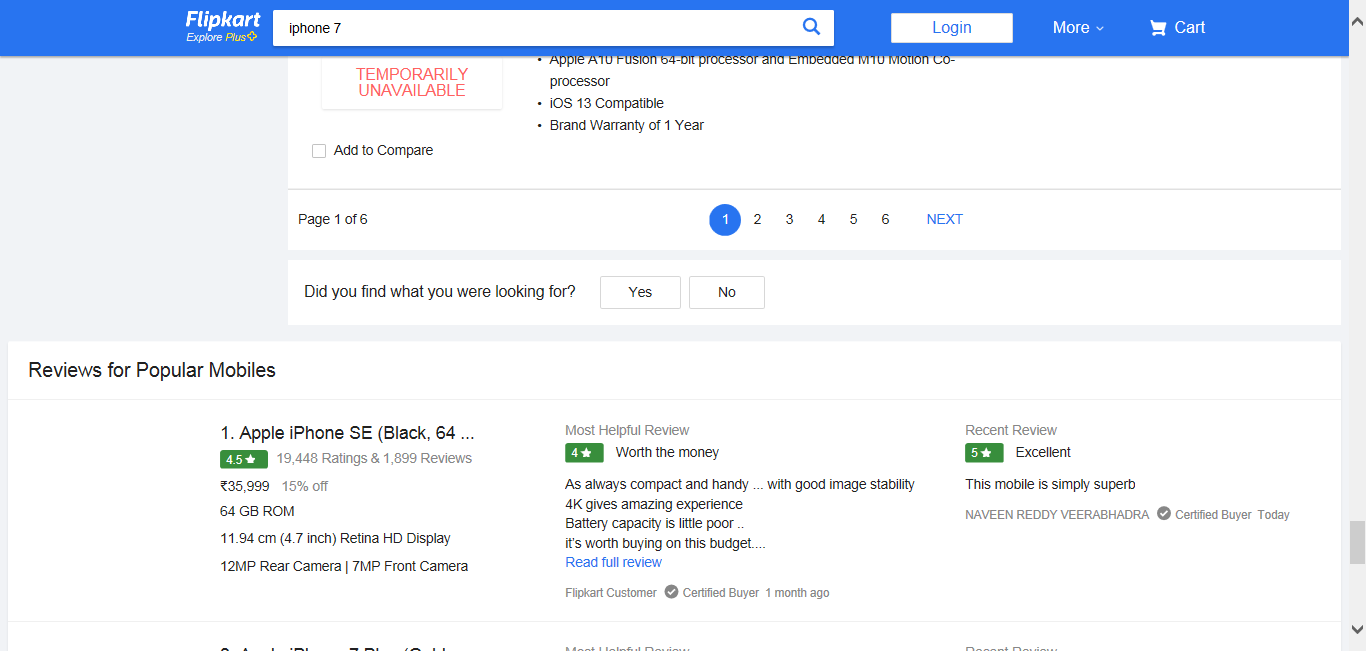 Flipkart
Explore Plus
iphone 7
Login
More
Cart
TEMPORARILY
UNAVAILABLE
Add to Compare
• Apple A10 Fusion 64-bit processor and Embedded M10 Motion Co-
processor
• iOS 13 Compatible
• Brand Warranty of 1 Year
Page 1 of 6
1 2 3 4 5 6 NEXT
Did you find what you were looking for? Yes No
Reviews for Popular Mobiles
1. Apple iPhone SE (Black, 64 ...
4.5★ 19,448 Ratings & 1,899 Reviews
₹35,999 15% off
64 GB ROM
11.94 cm (4.7 inch) Retina HD Display
12MP Rear Camera | 7MP Front Camera
Most Helpful Review
4★ Worth the money
As always compact and handy ... with good image stability
4K gives amazing experience
Battery capacity is little poor ..
it's worth buying on this budget....
Read full review
Flipkart Customer Certified Buyer 1 month ago
Recent Review
5★ Excellent
This mobile is simply superb
NAVEEN REDDY VEERABHADRA Certified Buyer Today
Most Helpful Review
Recent Review